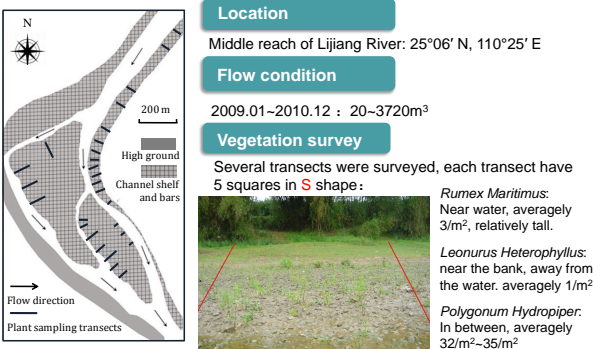 N
200 m
High ground
Channel shelf
and bars
Flow direction
Plant sampling transects
Location
Middle reach of Lijiang River: 25°06′ N, 110°25′ E
Flow condition
2009.01~2010.12 : 20~3720m³
Vegetation survey
Several transects were surveyed, each transect have
5 squares in S shape:
Rumex Maritimus:
Near water, averagely
3/m², relatively tall.
Leonurus Heterophyllus:
near the bank, away from
the water. averagely 1/m²
Polygonum Hydropiper:
In between, averagely
32/m²~35/m²